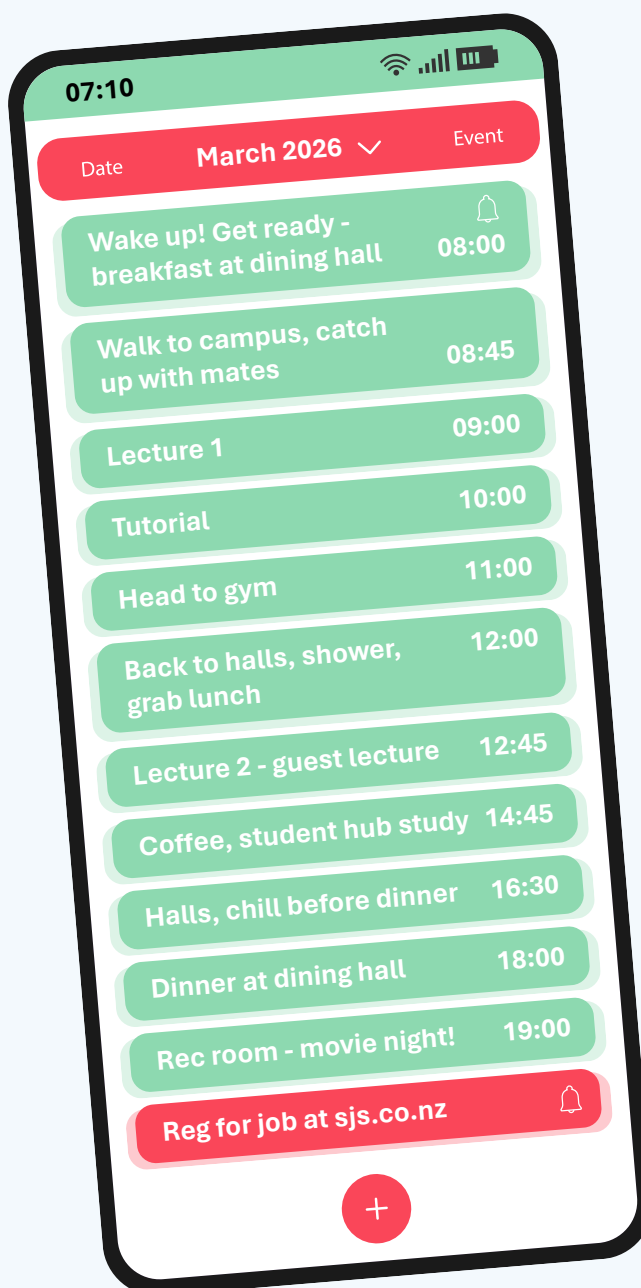 07:10
Date March 2026 Event
Wake up! Get ready -
breakfast at dining hall 08:00
Walk to campus, catch
up with mates 08:45
Lecture 1 09:00
Tutorial 10:00
Head to gym 11:00
Back to halls, shower, 12:00
grab lunch
Lecture 2 - guest lecture 12:45
Coffee, student hub study 14:45
Halls, chill before dinner 16:30
Dinner at dining hall 18:00
Rec room - movie night! 19:00
Reg for job at sjs.co.nz